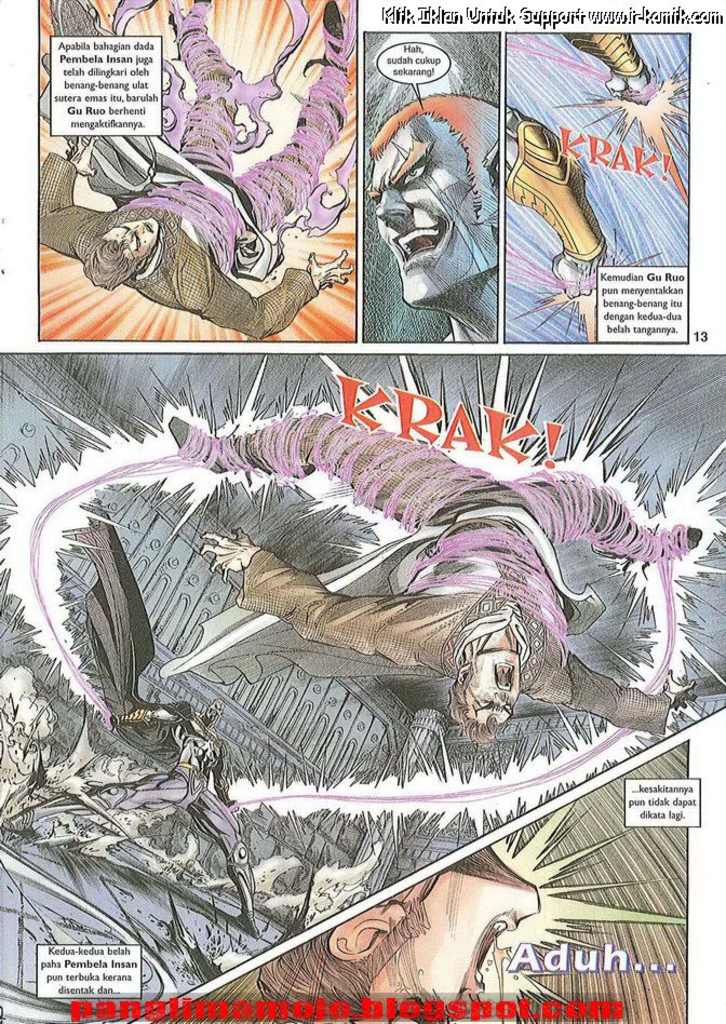 Klik Iklan Untuk Support www.ir-komik.com
Apabila bahagian dada
Pembela Insan juga
telah dilingkari oleh
benang-benang ulat
sutera emas itu, barulah
Gu Ruo berhenti
mengaktifkannya.
Hah,
sudah cukup
sekarang!
KRAK!
Kemudian Gu Ruo
pun menyentakkan
benang-benang itu
dengan kedua-dua
belah tangannya.
13
KRAK!
Kedua-kedua belah
paha Pembela Insan
pun terbuka kerana
disentak dan...
...kesakitannya
pun tidak dapat
dikata lagi.
Aduh...
panglimamojo.blogspot.com